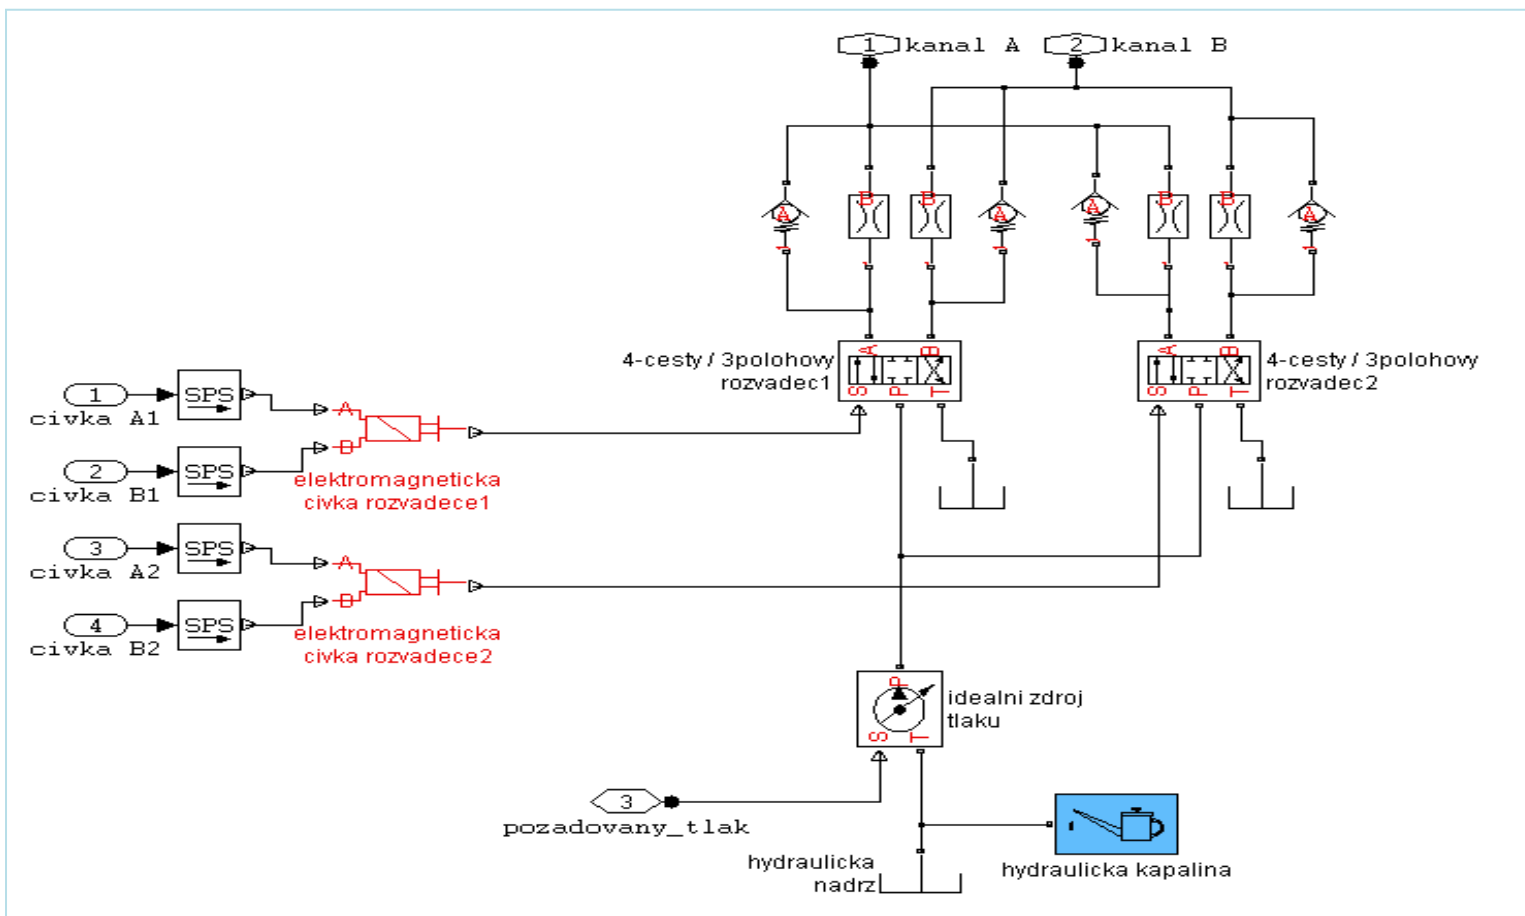 1 kanal A
2 kanal B
B B B B
A A A A
4-cesty / 3polohovy
rozvadec1
A B
S P T
4-cesty / 3polohovy
rozvadec2
A B
S P T
1 SPS A
civka A1
2 SPS B
civka B1
elektromagneticka
civka rozvadece1
3 SPS A
civka A2
4 SPS B
civka B2
elektromagneticka
civka rozvadece2
P
S T
idealni zdroj
tlaku
3
pozadovany_tlak
hydraulicka
nadrz
hydraulicka kapalina